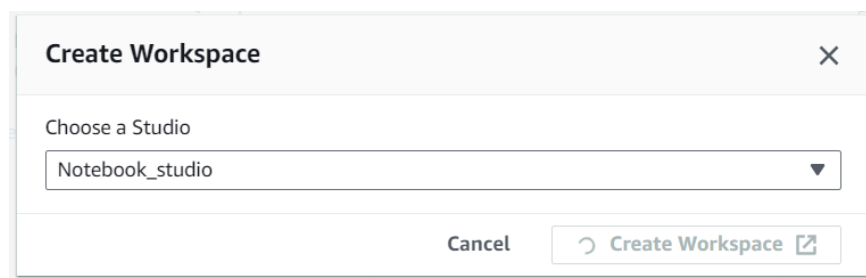 Create Workspace
Choose a Studio
Notebook_studio
Cancel Create Workspace